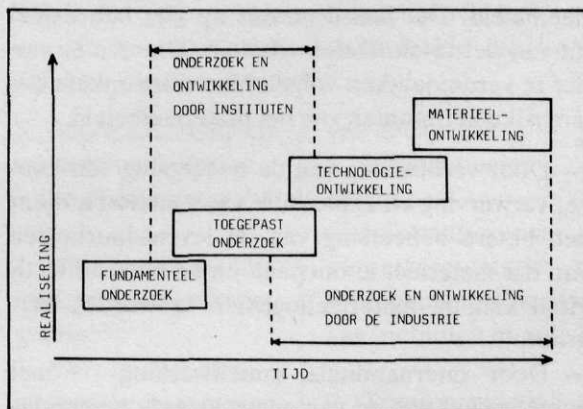 ONDERZOEK EN
ONTWIKKELING
DOOR INSTITUTEN
MATERIEEL-
ONTWIKKELING
TECHNOLOGIE-
ONTWIKKELING
TOEGEPAST
ONDERZOEK
FUNDAMENTEEL
ONDERZOEK
ONDERZOEK EN ONTWIKKELING
DOOR DE INDUSTRIE
REALISERING
TIJD